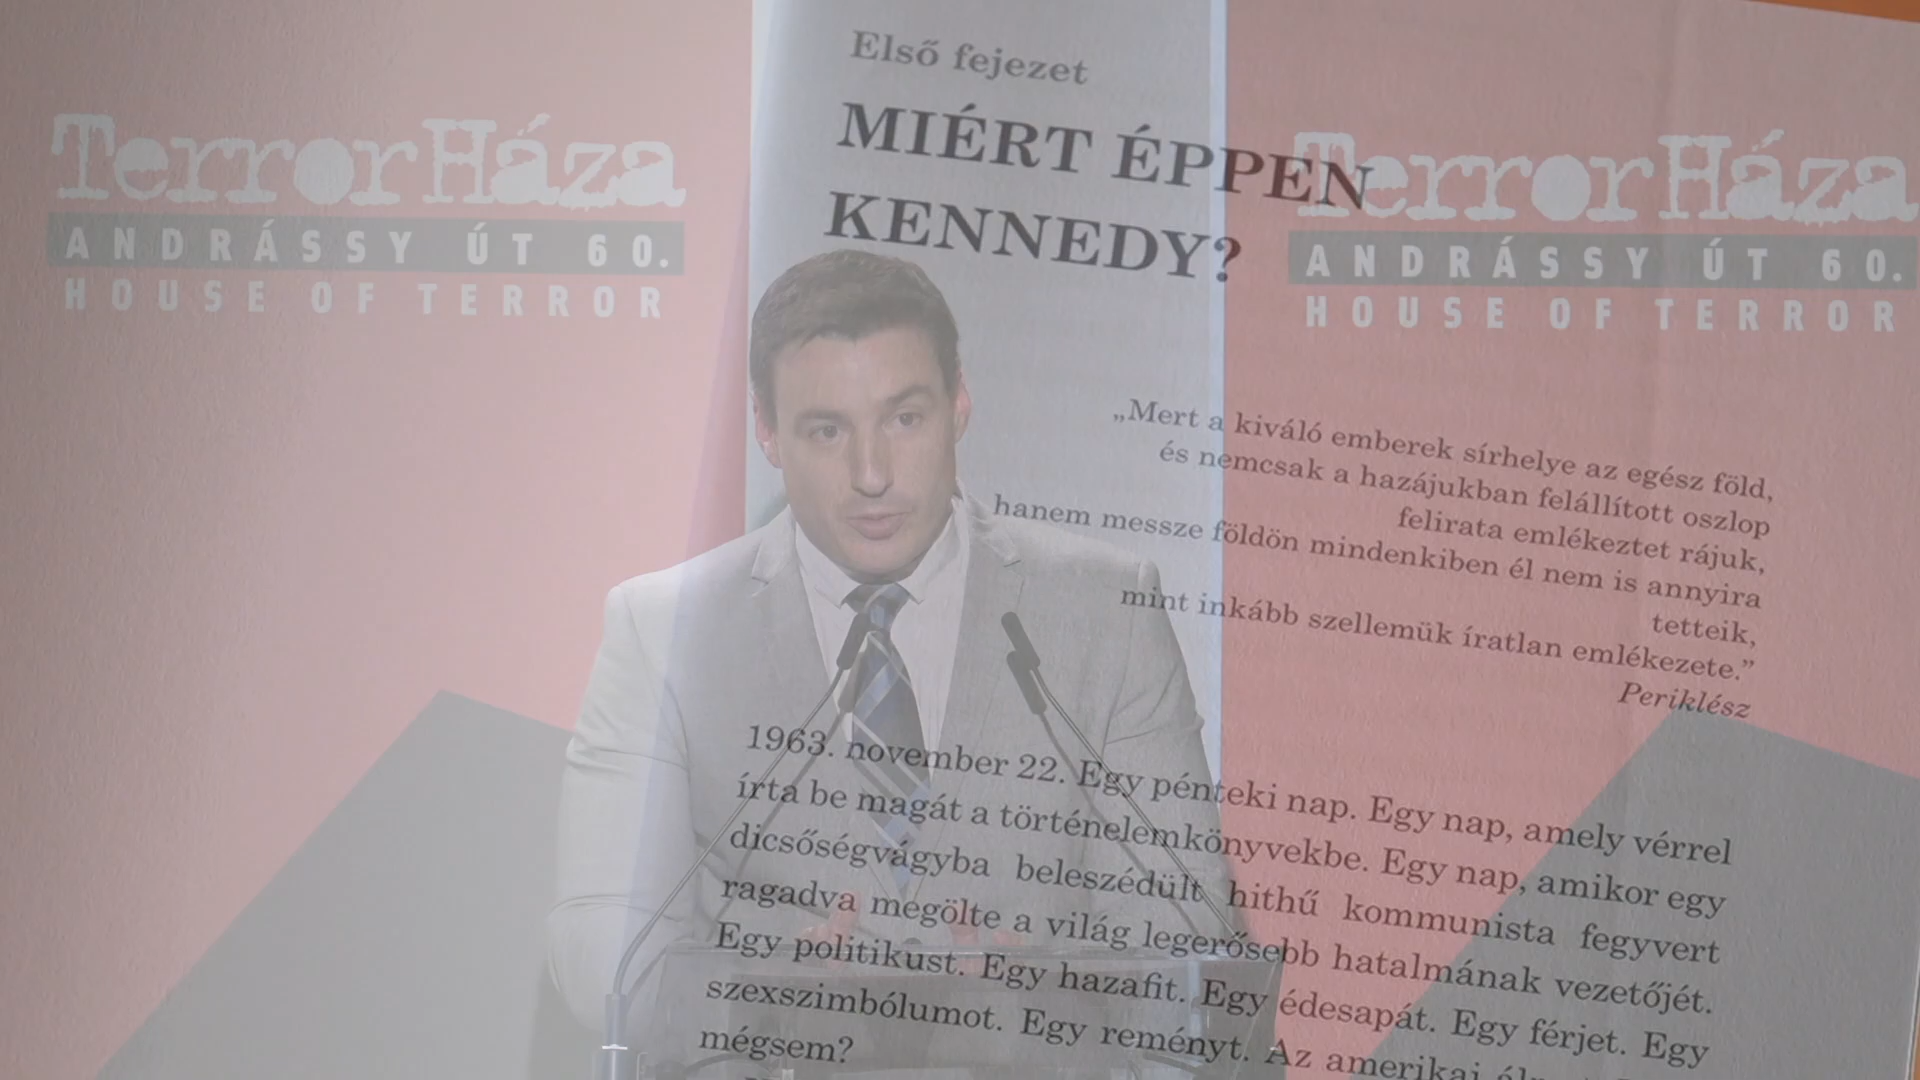 TerrorHáza
ANDRÁSSY ÚT 60.
HOUSE OF TERROR
TerrorHáza
ANDRÁSSY ÚT 60.
HOUSE OF TERROR
Első fejezet
MIÉRT ÉPPEN
KENNEDY?
„Mert a kiváló emberek sírhelye az egész föld,
és nemcsak a hazájukban felállított oszlop
felirata emlékeztet rájuk,
hanem messze földön mindenkiben él nem is annyira
tetteik,
mint inkább szellemük íratlan emlékezete.”
Periklész
1963. november 22. Egy pénteki nap. Egy nap, amely vérrel
írta be magát a történelemkönyvekbe. Egy nap, amikor egy
dicsőségvágyba beleszédült hithű kommunista fegyvert
ragadva megölte a világ legerősebb hatalmának vezetőjét.
Egy politikust. Egy hazafit. Egy édesapát. Egy férjet. Egy
szexszimbólumot. Egy reményt. Az amerikai
mégsem?